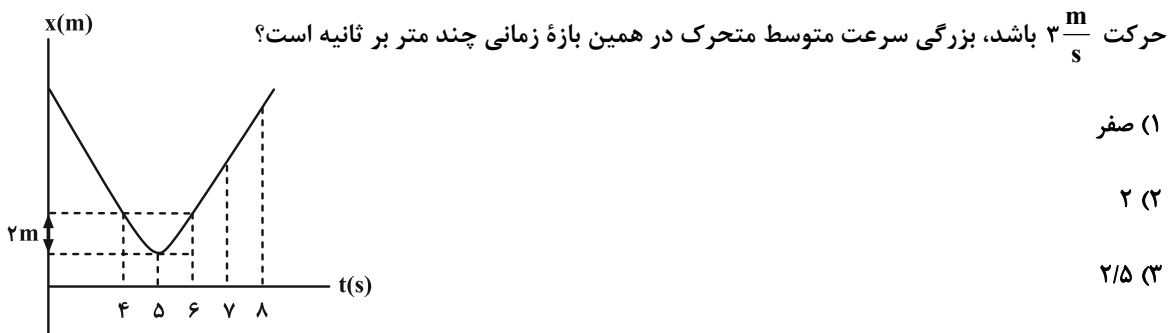 حرکت ۳ m/s باشد، بزرگی سرعت متوسط متحرک در همین بازهٔ زمانی چند متر بر ثانیه است؟
۱) صفر
۲) ۲
۳) ۲/۵
x(m)
۲m
t(s)
۴ ۵ ۶ ۷ ۸